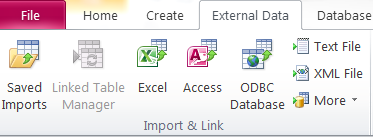 File Home Create External Data Database
Saved Imports
Linked Table Manager
Excel
Access
ODBC Database
Text File
XML File
More
Import & Link